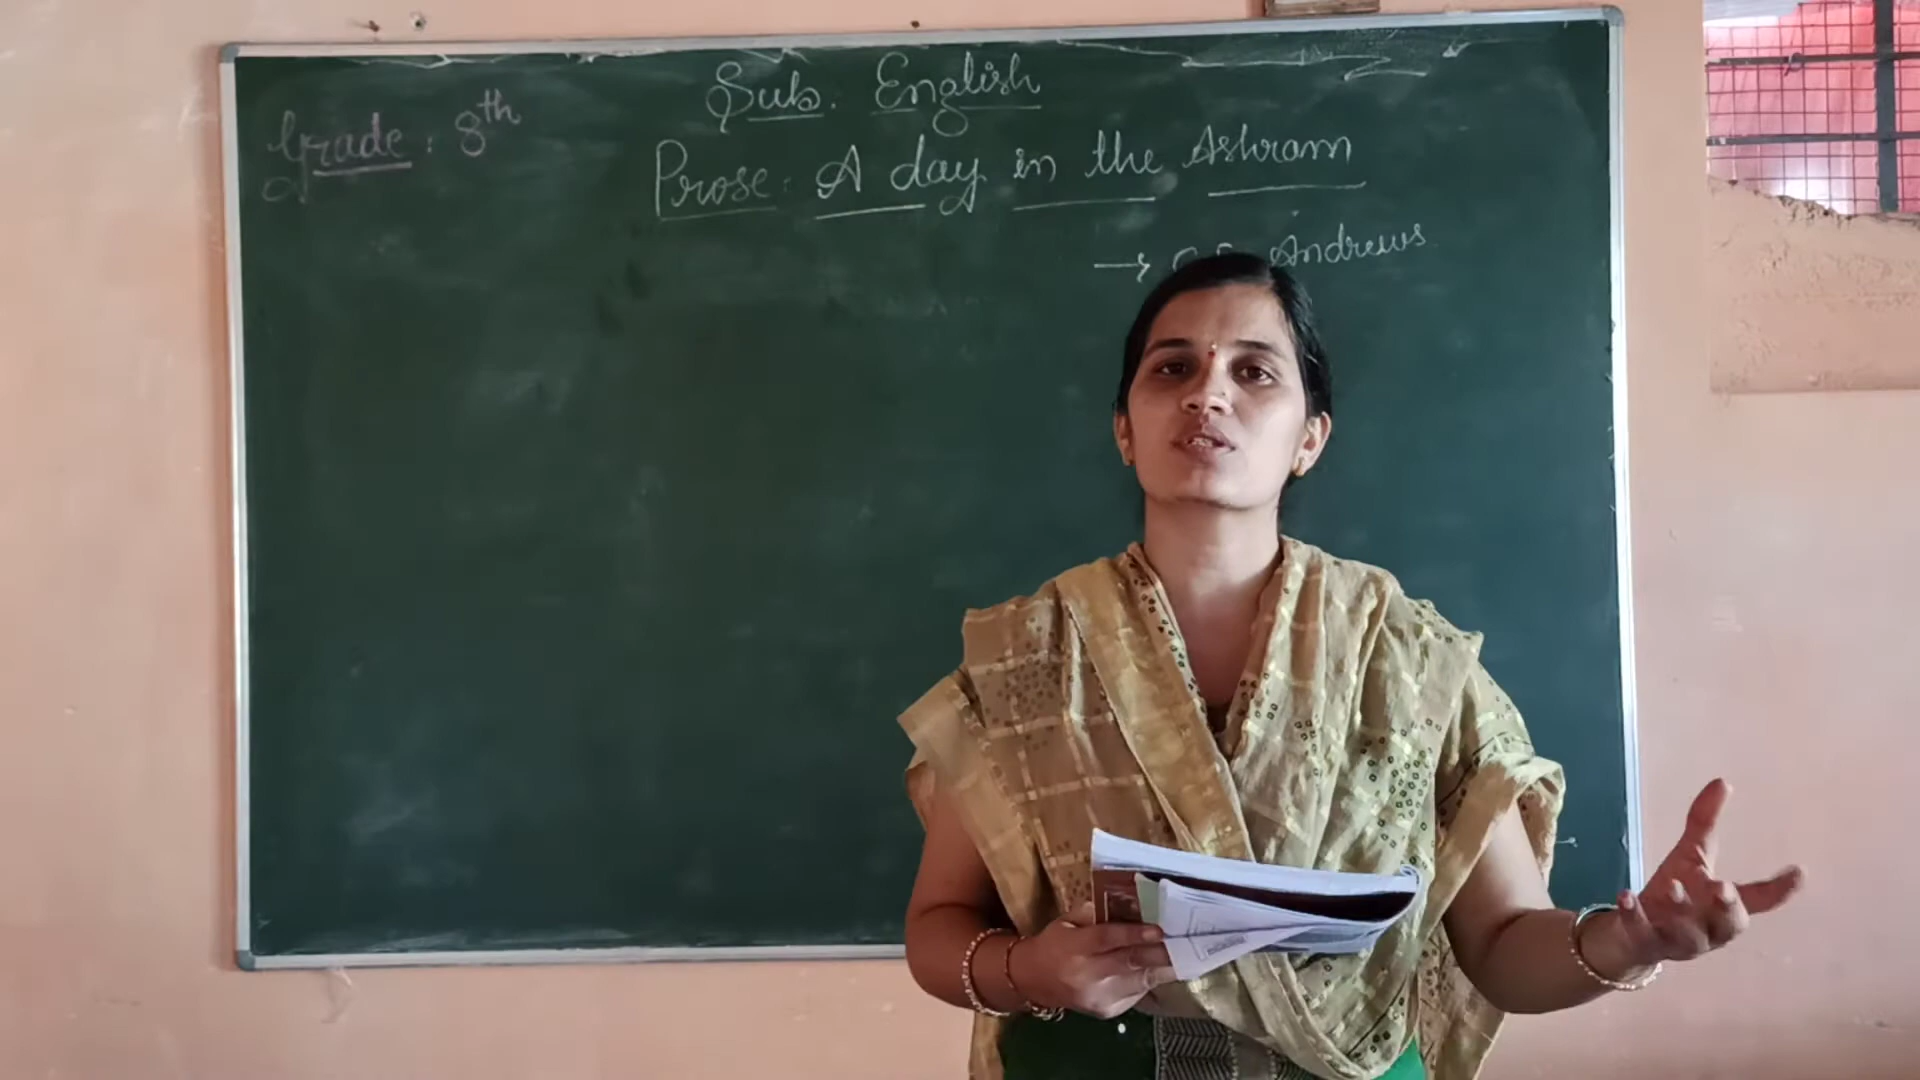 Sub. English
Grade : 8th
Prose : A day in the Ashram
→ Andrews